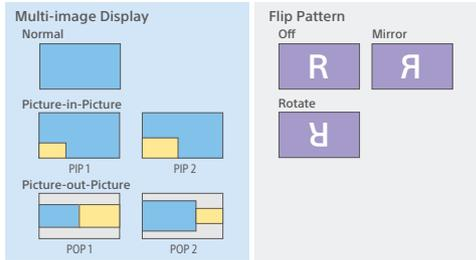 Multi-image Display
Normal
Picture-in-Picture
PIP 1
PIP 2
Picture-out-Picture
POP 1
POP 2
Flip Pattern
Off
Mirror
R
R
Rotate
R